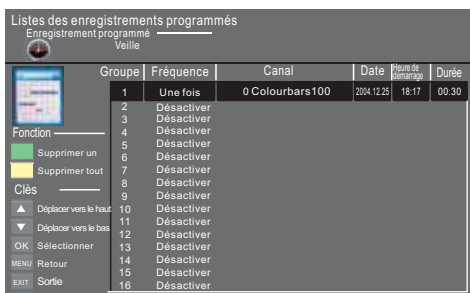 Listes des enregistrements programmés
Enregistrement programmé
Veille
Groupe Fréquence Canal Date Heure de démarrage Durée
1 Une fois 0 Colourbars100 2004.12.25 18:17 00:30
2 Désactiver
3 Désactiver
4 Désactiver
5 Désactiver
6 Désactiver
7 Désactiver
8 Désactiver
9 Désactiver
10 Désactiver
11 Désactiver
12 Désactiver
13 Désactiver
14 Désactiver
15 Désactiver
16 Désactiver
Fonction
Supprimer un
Supprimer tout
Clès
Déplacer vers le haut
Déplacer vers le bas
OK Sélectionner
MENU Retour
EXIT Sortie